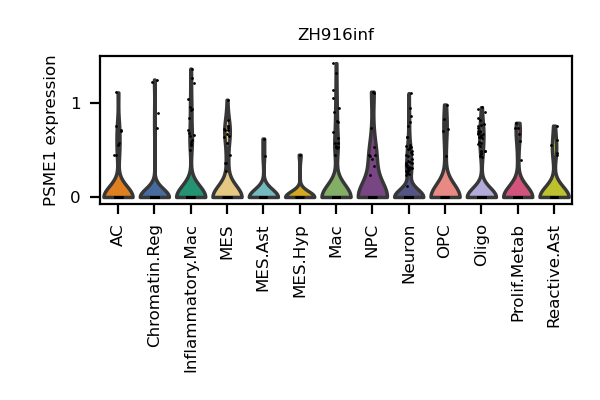 ZH916inf
PSME1 expression
1
0
AC
Chromatin.Reg
Inflammatory.Mac
MES
MES.Ast
MES.Hyp
Mac
NPC
Neuron
OPC
Oligo
Prolif.Metab
Reactive.Ast